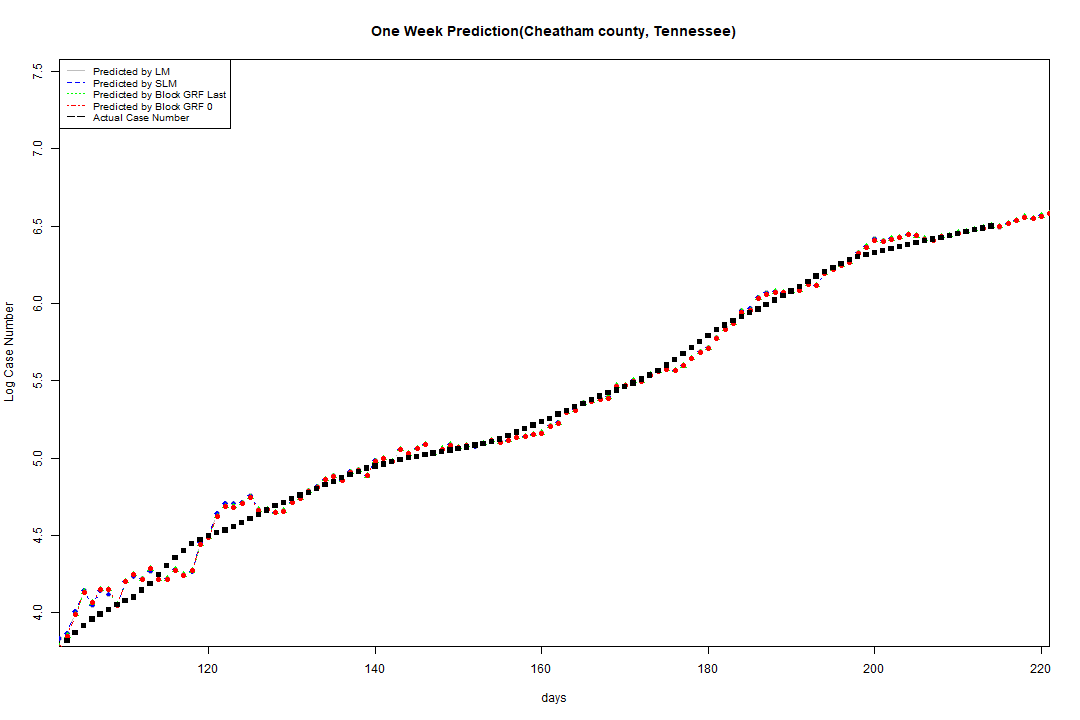 One Week Prediction(Cheatham county, Tennessee)
Predicted by LM
Predicted by SLM
Predicted by Block GRF Last
Predicted by Block GRF 0
Actual Case Number
7.5
7.0
6.5
6.0
5.5
5.0
4.5
4.0
Log Case Number
120 140 160 180 200 220
days